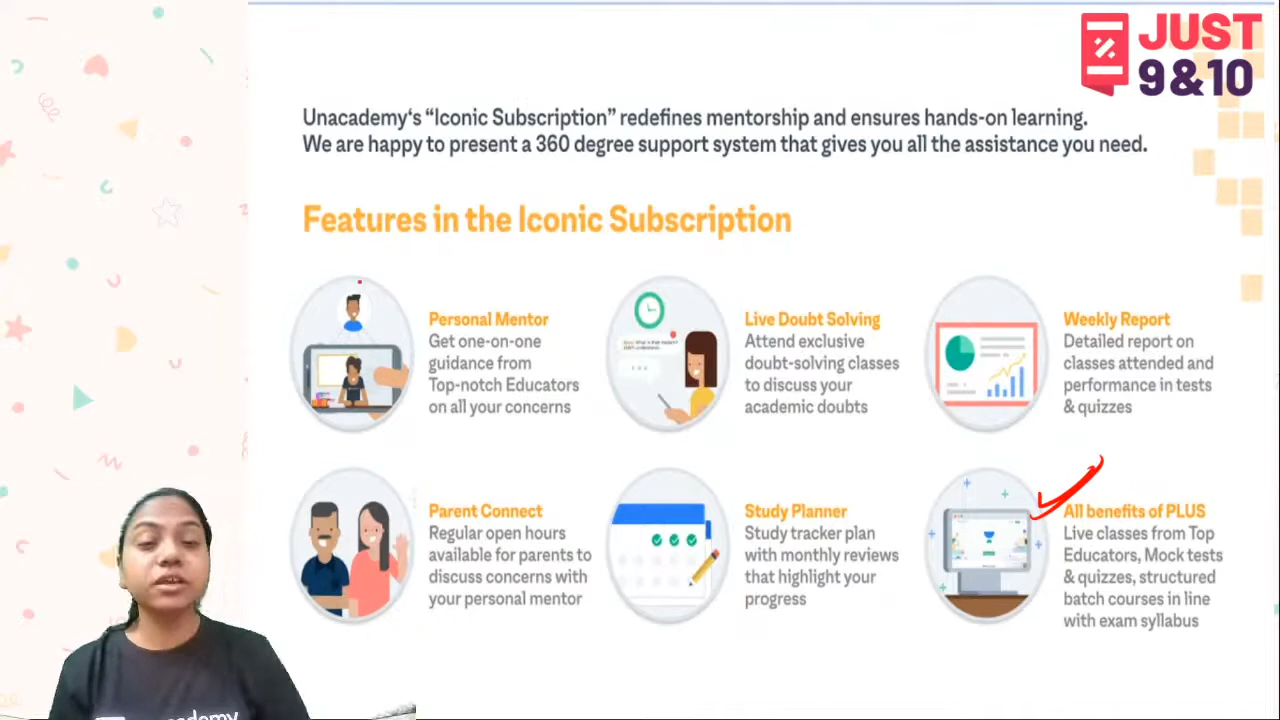 JUST
9&10
Unacademy‘s “Iconic Subscription” redefines mentorship and ensures hands-on learning.
We are happy to present a 360 degree support system that gives you all the assistance you need.
Features in the Iconic Subscription
Personal Mentor
Get one-on-one
guidance from
Top-notch Educators
on all your concerns
Live Doubt Solving
Attend exclusive
doubt-solving classes
to discuss your
academic doubts
Weekly Report
Detailed report on
classes attended and
performance in tests
& quizzes
Parent Connect
Regular open hours
available for parents to
discuss concerns with
your personal mentor
Study Planner
Study tracker plan
with monthly reviews
that highlight your
progress
All benefits of PLUS
Live classes from Top
Educators, Mock tests
& quizzes, structured
batch courses in line
with exam syllabus